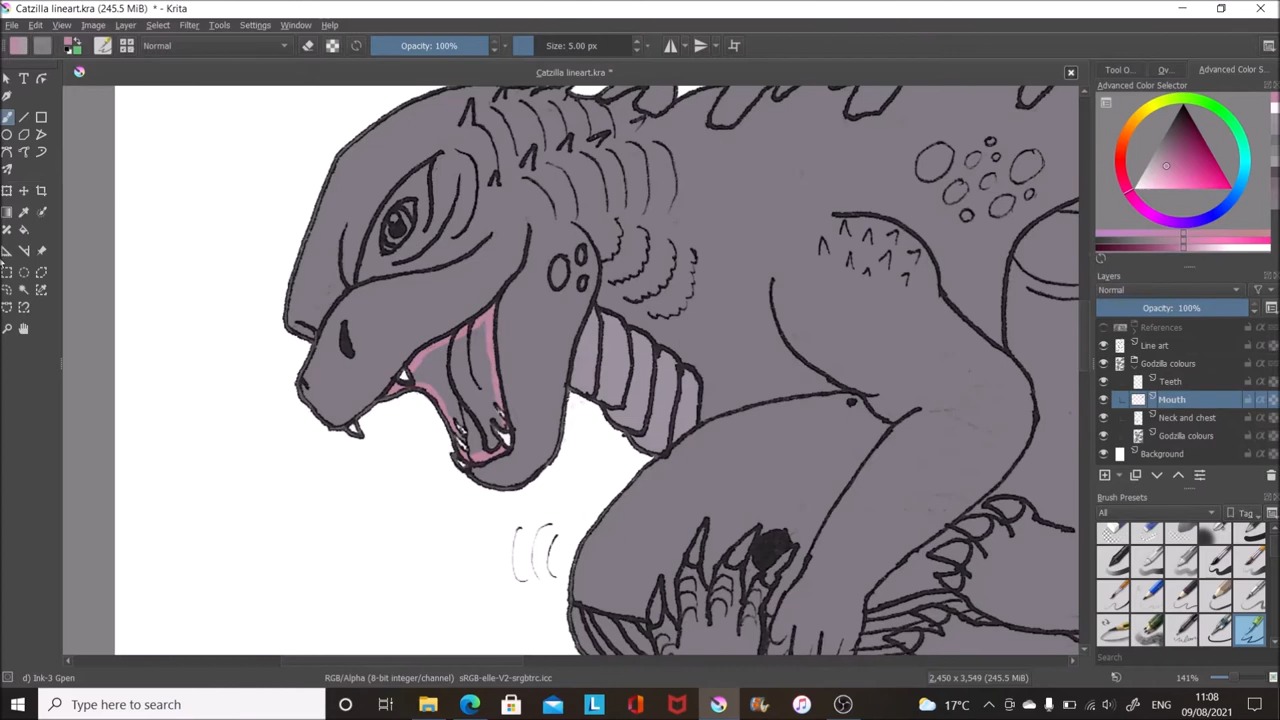 Catzilla lineart.kra (245.5 MiB) * - Krita
File Edit View Image Layer Select Filter Tools Settings Window Help
Normal
Opacity: 100%
Size: 5.00 px
Catzilla lineart.kra *
Tool O...
Ov...
Advanced Color S...
Advanced Color Selector
Layers
Normal
Opacity: 100%
References
Line art
Godzilla colours
Teeth
Mouth
Neck and chest
Godzilla colours
Background
Brush Presets
All
Tag
Search
d) Ink-3 Gpen
RGB/Alpha (8-bit integer/channel) sRGB-elle-V2-srgbtrc.icc
2,450 x 3,549 (245.5 MiB)
141%
Type here to search
17°C
11:08
09/08/2021